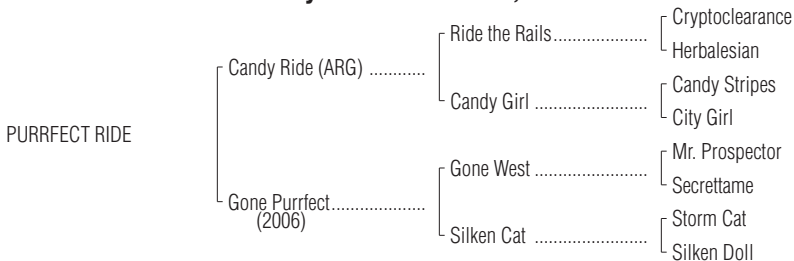 Cryptoclearance
Ride the Rails....................
Herbalesian
Candy Ride (ARG) ............
Candy Stripes
Candy Girl ........................
City Girl
PURRFECT RIDE
Mr. Prospector
Gone West ........................
Secrettame
Gone Purrfect....................
(2006)
Storm Cat
Silken Cat ........................
Silken Doll